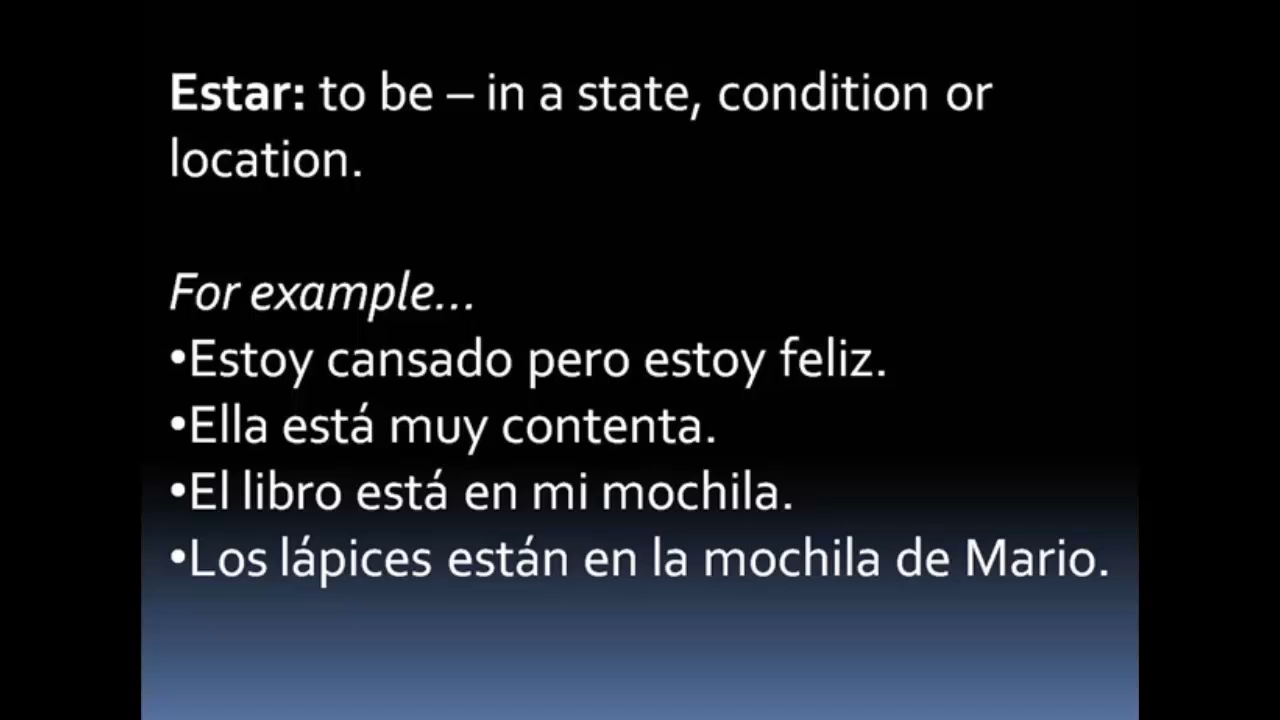 Estar: to be – in a state, condition or
location.
For example...
•Estoy cansado pero estoy feliz.
•Ella está muy contenta.
•El libro está en mi mochila.
•Los lápices están en la mochila de Mario.